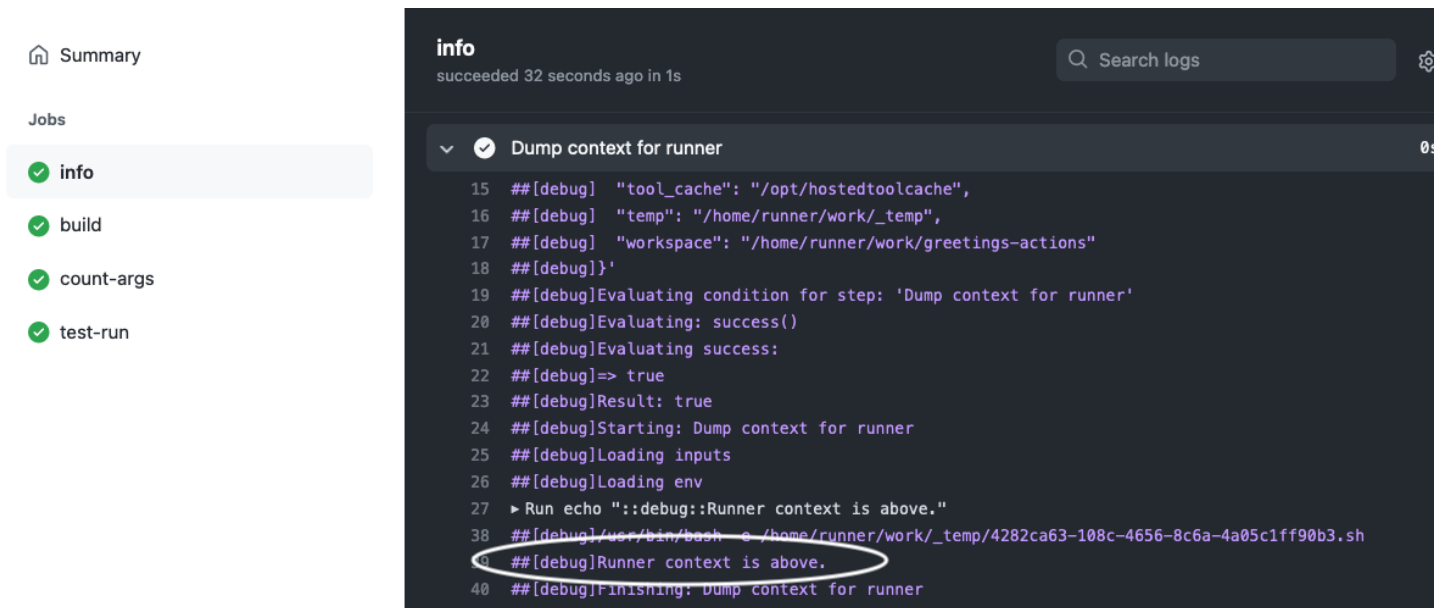 Summary
Jobs
info
build
count-args
test-run
info
succeeded 32 seconds ago in 1s
Search logs
Dump context for runner
0s
15 ##[debug]  "tool_cache": "/opt/hostedtoolcache",
16 ##[debug]  "temp": "/home/runner/work/_temp",
17 ##[debug]  "workspace": "/home/runner/work/greetings-actions"
18 ##[debug]}'
19 ##[debug]Evaluating condition for step: 'Dump context for runner'
20 ##[debug]Evaluating: success()
21 ##[debug]Evaluating success:
22 ##[debug]=> true
23 ##[debug]Result: true
24 ##[debug]Starting: Dump context for runner
25 ##[debug]Loading inputs
26 ##[debug]Loading env
27 ▸ Run echo "::debug::Runner context is above."
38 ##[debug]/usr/bin/bash -e /home/runner/work/_temp/4282ca63-108c-4656-8c6a-4a05c1ff90b3.sh
39 ##[debug]Runner context is above.
40 ##[debug]Finishing: Dump context for runner